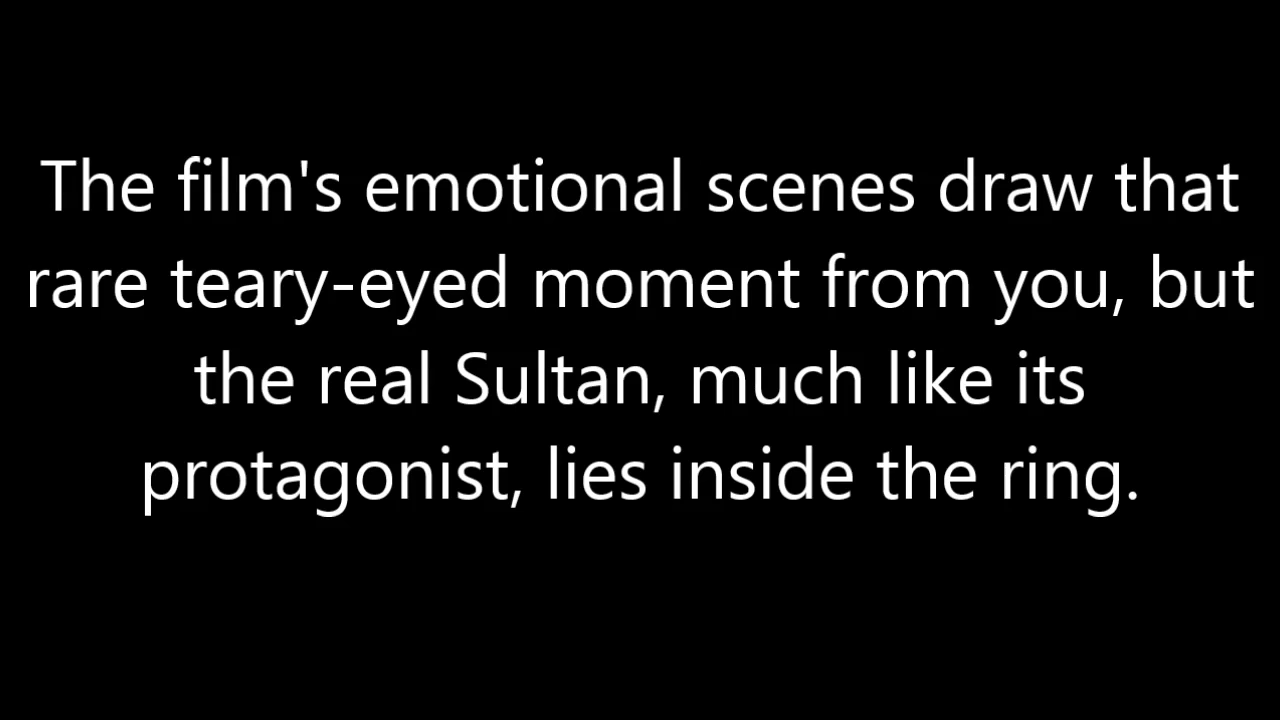 The film's emotional scenes draw that
rare teary-eyed moment from you, but
the real Sultan, much like its
protagonist, lies inside the ring.